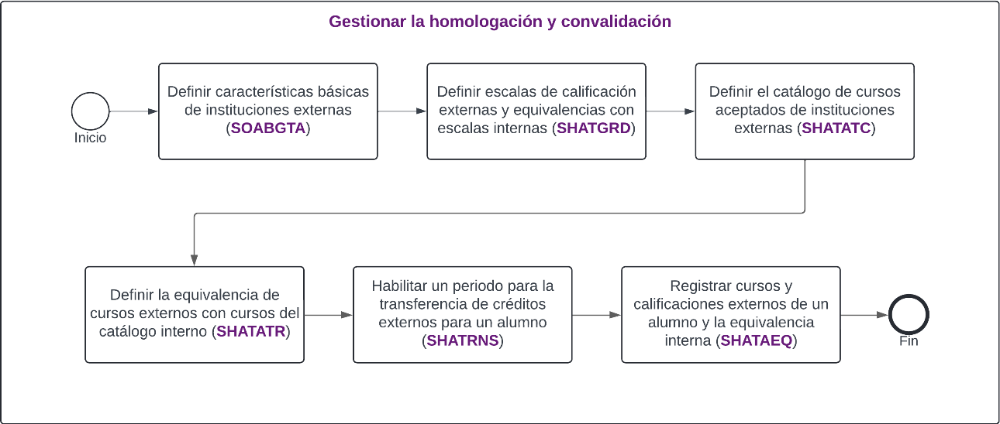 Gestionar la homologación y convalidación
Inicio
Definir características básicas
de instituciones externas
(SOABGTA)
Definir escalas de calificación
externas y equivalencias con
escalas internas (SHATGRD)
Definir el catálogo de cursos
aceptados de instituciones
externas (SHATATC)
Definir la equivalencia de
cursos externos con cursos del
catálogo interno (SHATATR)
Habilitar un periodo para la
transferencia de créditos
externos para un alumno
(SHATRNS)
Registrar cursos y
calificaciones externos de un
alumno y la equivalencia
interna (SHATAEQ)
Fin